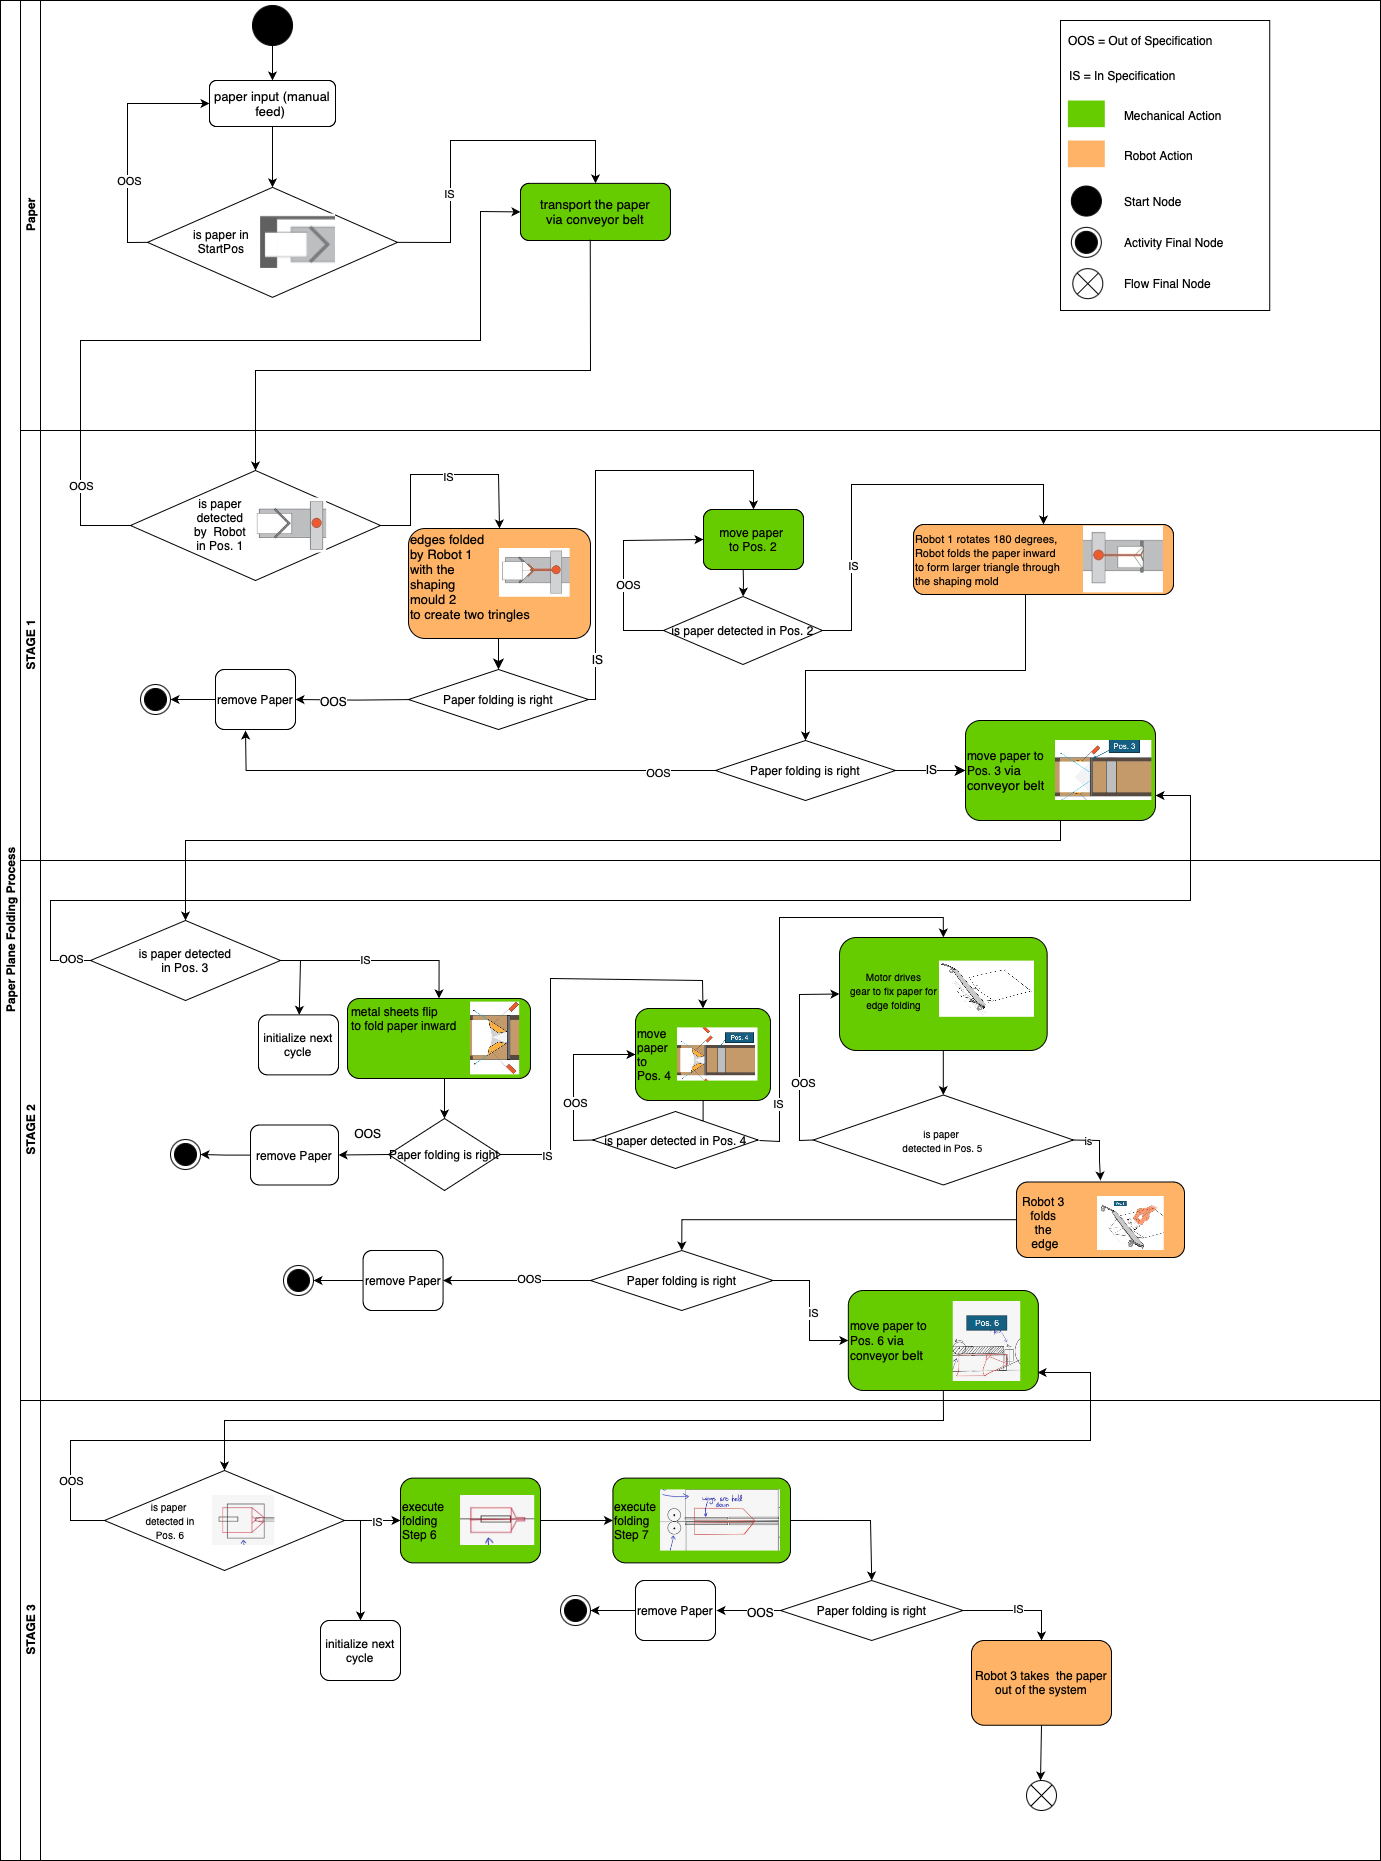 Paper Plane Folding Process
Paper
OOS = Out of Specification
IS = In Specification
Mechanical Action
Robot Action
Start Node
Activity Final Node
Flow Final Node
paper input (manual
feed)
OOS
is paper in
StartPos
IS
transport the paper
via conveyor belt
STAGE 1
OOS
is paper
detected
by Robot
in Pos. 1
IS
edges folded
by Robot 1
with the
shaping
mould 2
to create two tringles
IS
move paper
to Pos. 2
OOS
is paper detected in Pos. 2
IS
Robot 1 rotates 180 degrees,
Robot folds the paper inward
to form larger triangle through
the shaping mold
remove Paper
OOS
Paper folding is right
OOS
Paper folding is right
IS
move paper to
Pos. 3 via
conveyor belt
Pos. 3
STAGE 2
OOS
is paper detected
in Pos. 3
IS
initialize next
cycle
metal sheets flip
to fold paper inward
move
paper
to
Pos. 4
Pos. 4
OOS
is paper detected in Pos. 4
IS
Motor drives
gear to fix paper for
edge folding
OOS
is paper
detected in Pos. 5
is
remove Paper
OOS
Paper folding is right
IS
Robot 3
folds
the
edge
remove Paper
OOS
Paper folding is right
IS
move paper to
Pos. 6 via
conveyor belt
Pos. 6
STAGE 3
OOS
is paper
detected in
Pos. 6
IS
execute
folding
Step 6
execute
folding
Step 7
wings are held
down
initialize next
cycle
remove Paper
OOS
Paper folding is right
IS
Robot 3 takes the paper
out of the system